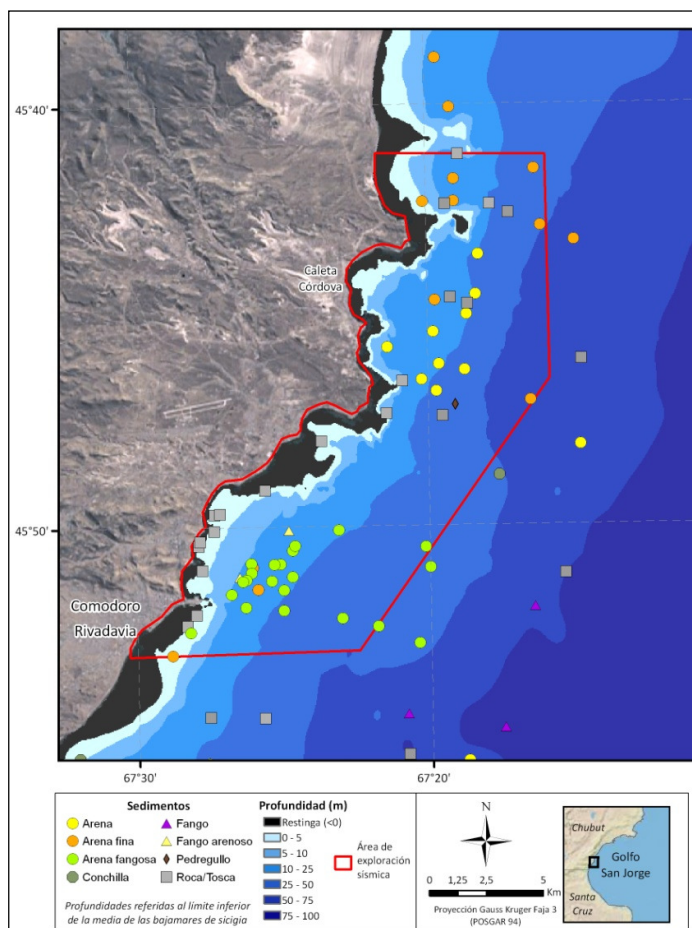 45°40'
Caleta
Córdova
45°50'
Comodoro
Rivadavia
67°30'
67°20'
Sedimentos
Arena
Arena fina
Arena fangosa
Conchilla
Fango
Fango arenoso
Pedregullo
Roca/Tosca
Profundidades referidas al límite inferior
de la media de las bajamares de sicigia
Profundidad (m)
Restinga (<0)
0 - 5
5 - 10
10 - 25
25 - 50
50 - 75
75 - 100
Área de
exploración
sísmica
N
0 1,25 2,5 5
Km
Proyección Gauss Kruger Faja 3
(POSGAR 94)
Chubut
Golfo
San Jorge
Santa
Cruz